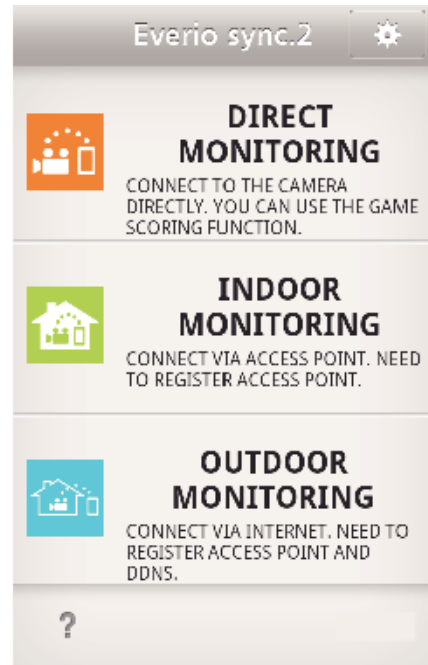 Everio sync.2
DIRECT
MONITORING
CONNECT TO THE CAMERA
DIRECTLY. YOU CAN USE THE GAME
SCORING FUNCTION.
INDOOR
MONITORING
CONNECT VIA ACCESS POINT. NEED
TO REGISTER ACCESS POINT.
OUTDOOR
MONITORING
CONNECT VIA INTERNET. NEED TO
REGISTER ACCESS POINT AND
DDNS.
?